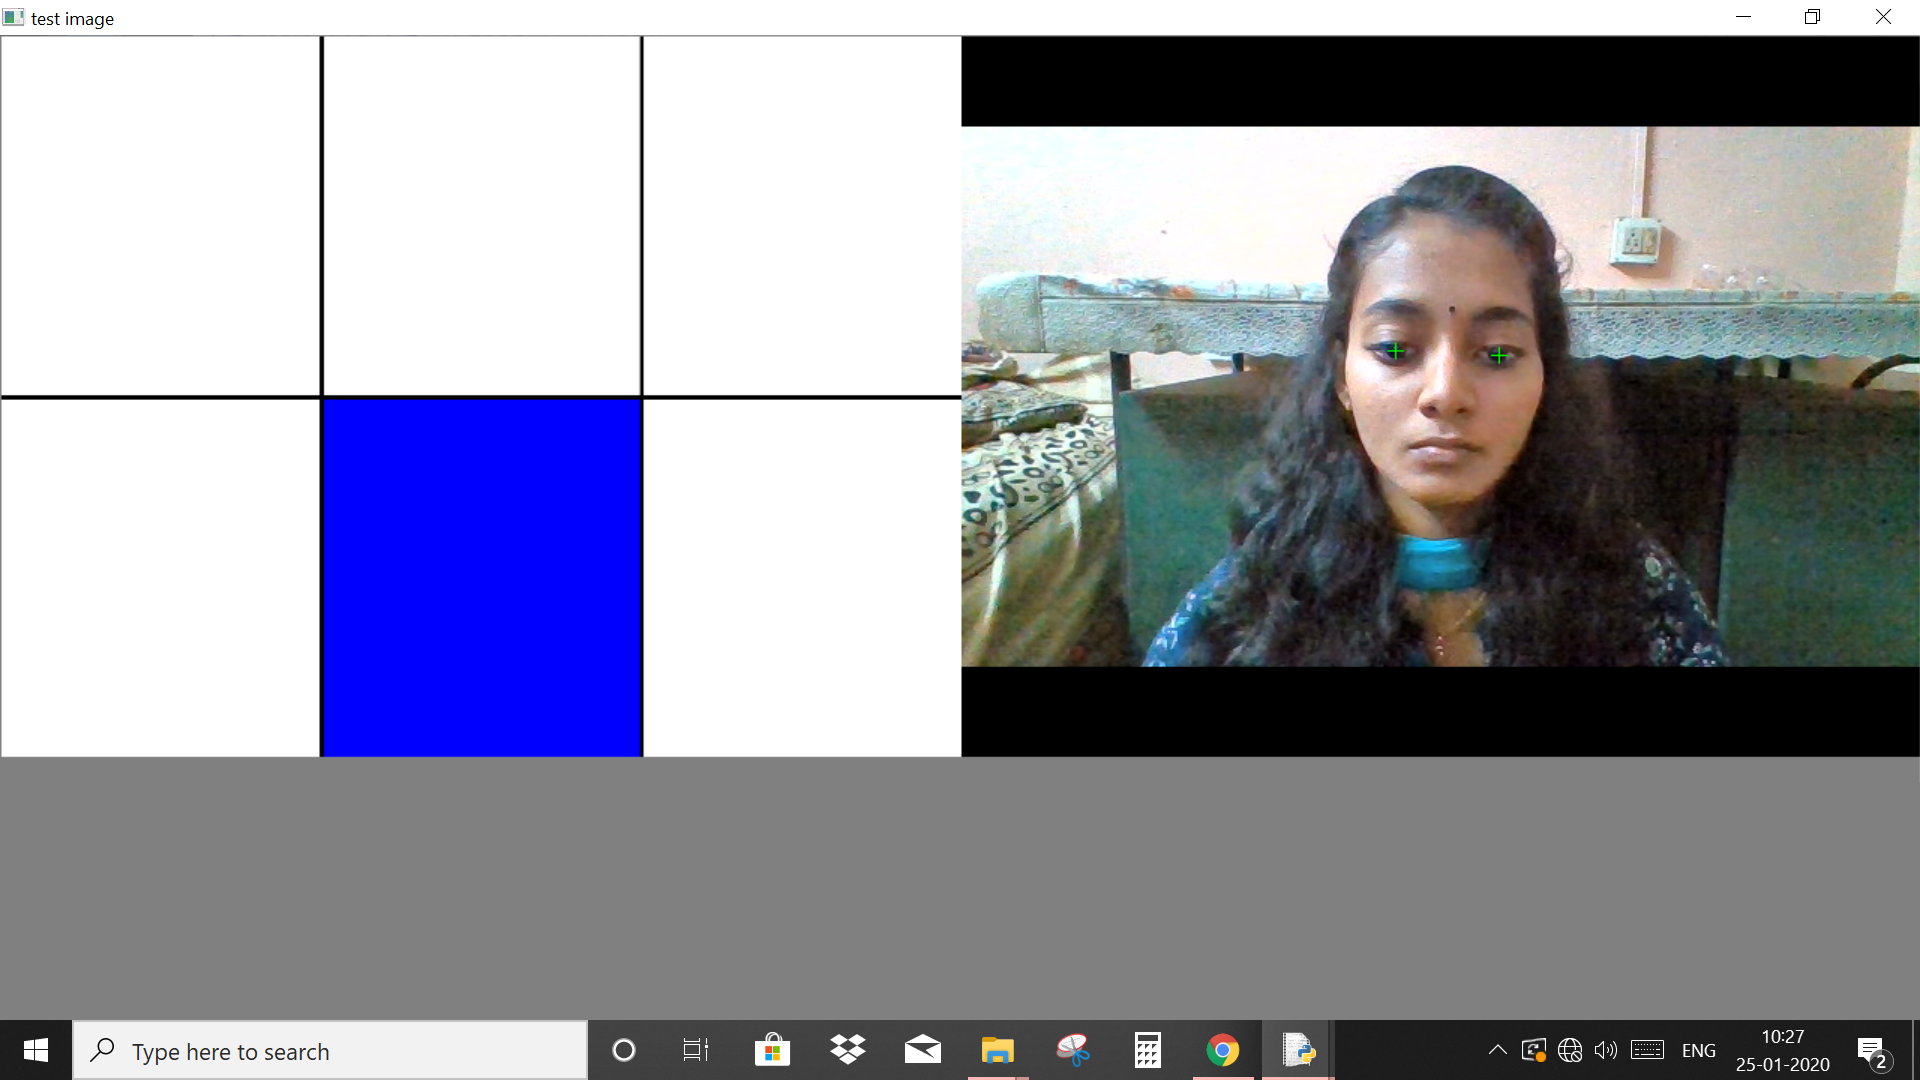 test image
Type here to search
ENG
10:27
25-01-2020
2